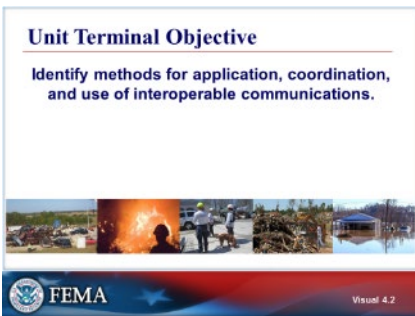 Unit Terminal Objective
Identify methods for application, coordination,
and use of interoperable communications.
FEMA
Visual 4.2